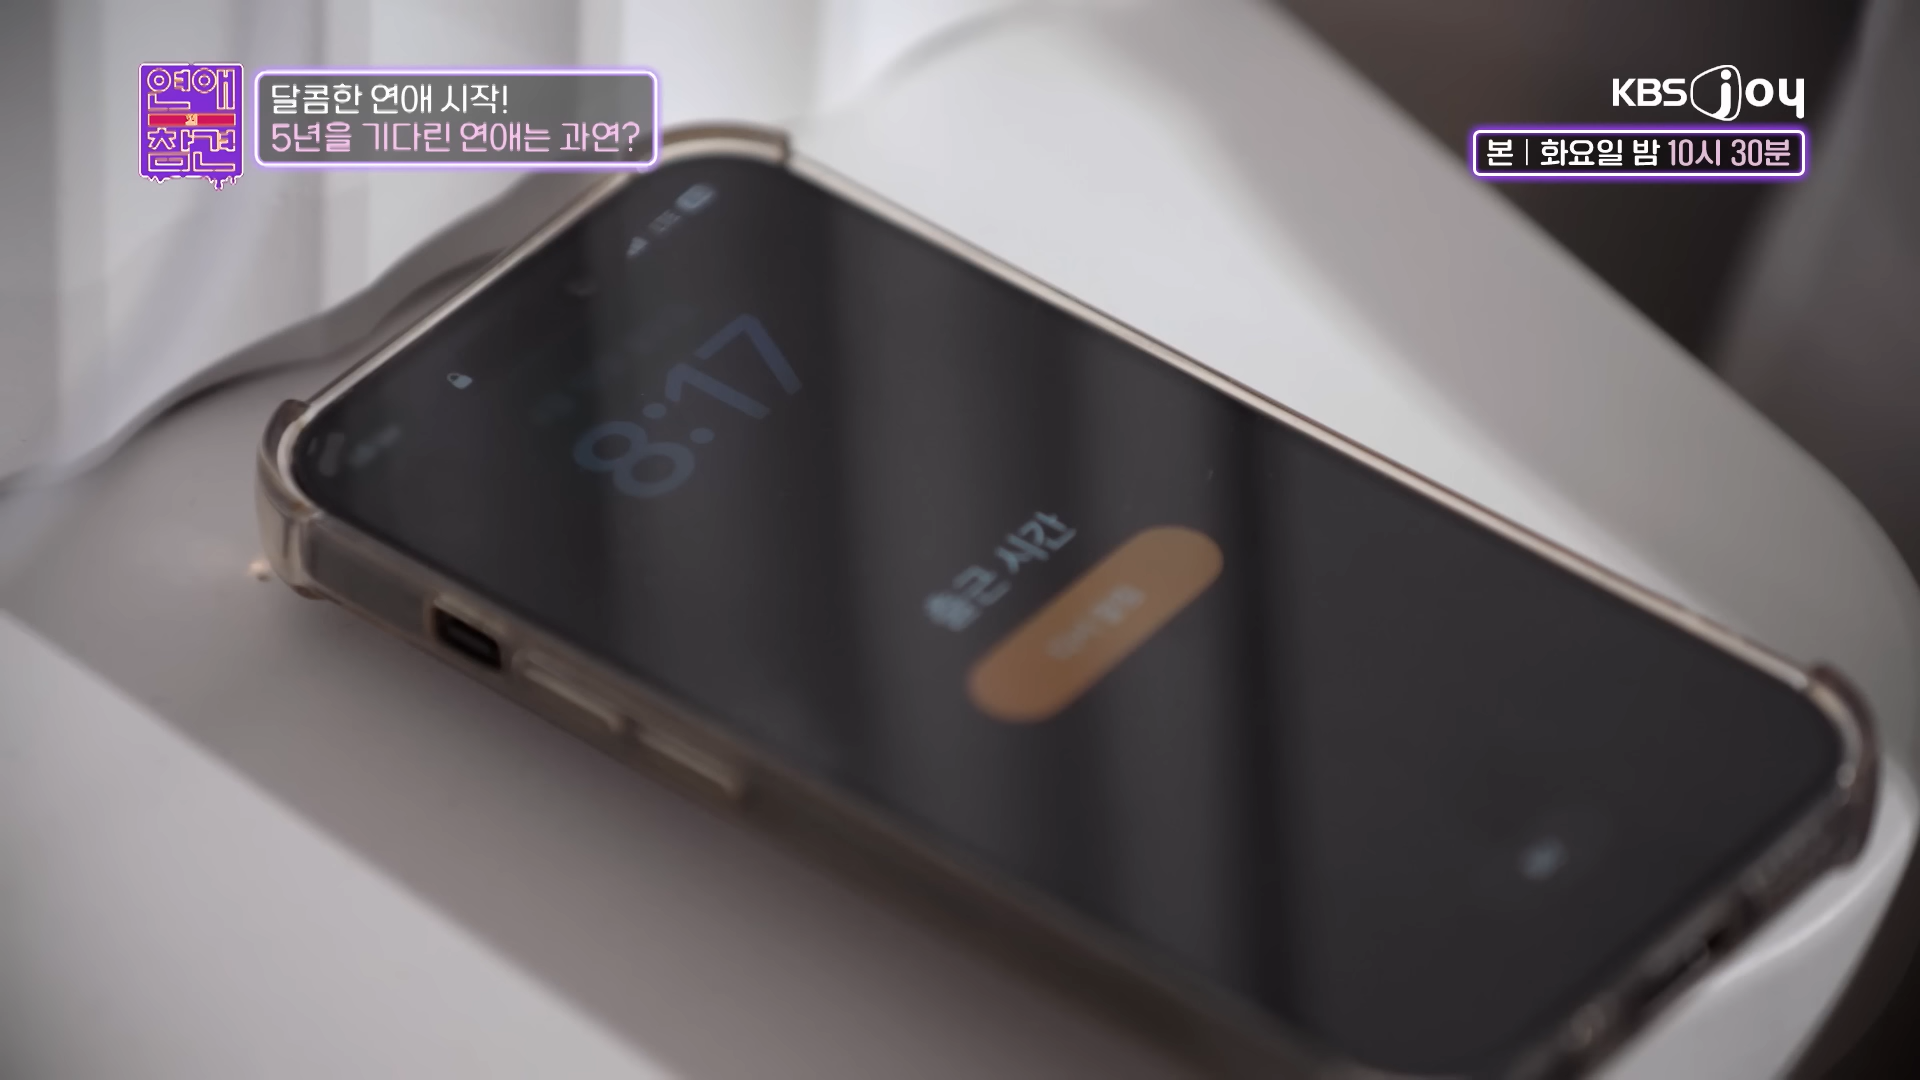 연애의 참견
달콤한 연애 시작!
5년을 기다린 연애는 과연?
KBS joy
본 | 화요일 밤 10시 30분
8:17
출근 시간